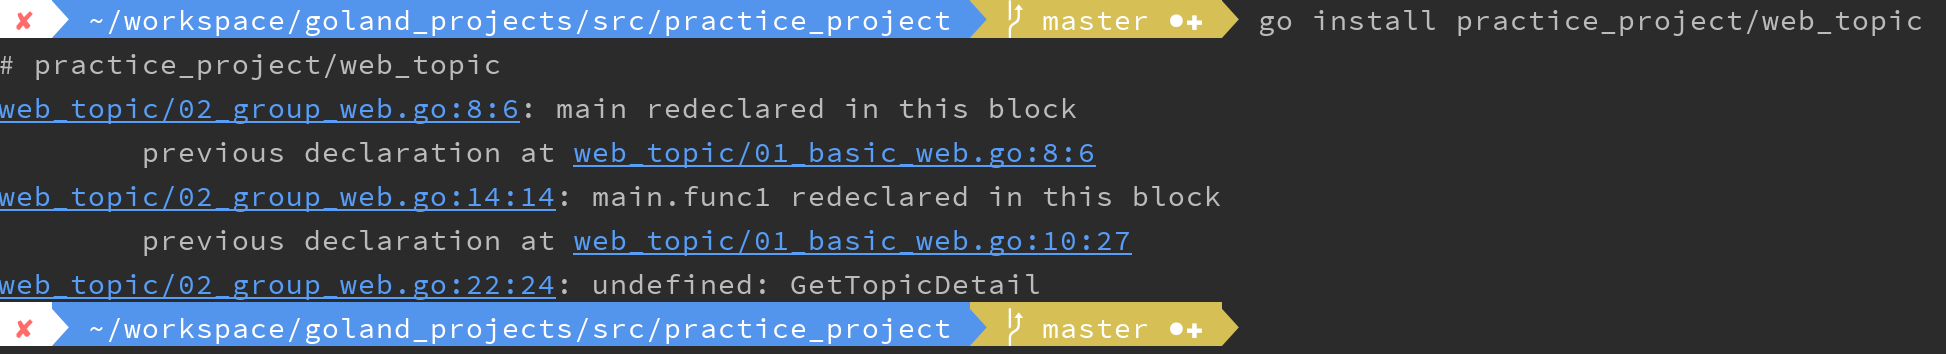 ✘ ~/workspace/goland_projects/src/practice_project master ●✚ go install practice_project/web_topic
# practice_project/web_topic
web_topic/02_group_web.go:8:6: main redeclared in this block
previous declaration at web_topic/01_basic_web.go:8:6
web_topic/02_group_web.go:14:14: main.func1 redeclared in this block
previous declaration at web_topic/01_basic_web.go:10:27
web_topic/02_group_web.go:22:24: undefined: GetTopicDetail
✘ ~/workspace/goland_projects/src/practice_project master ●✚